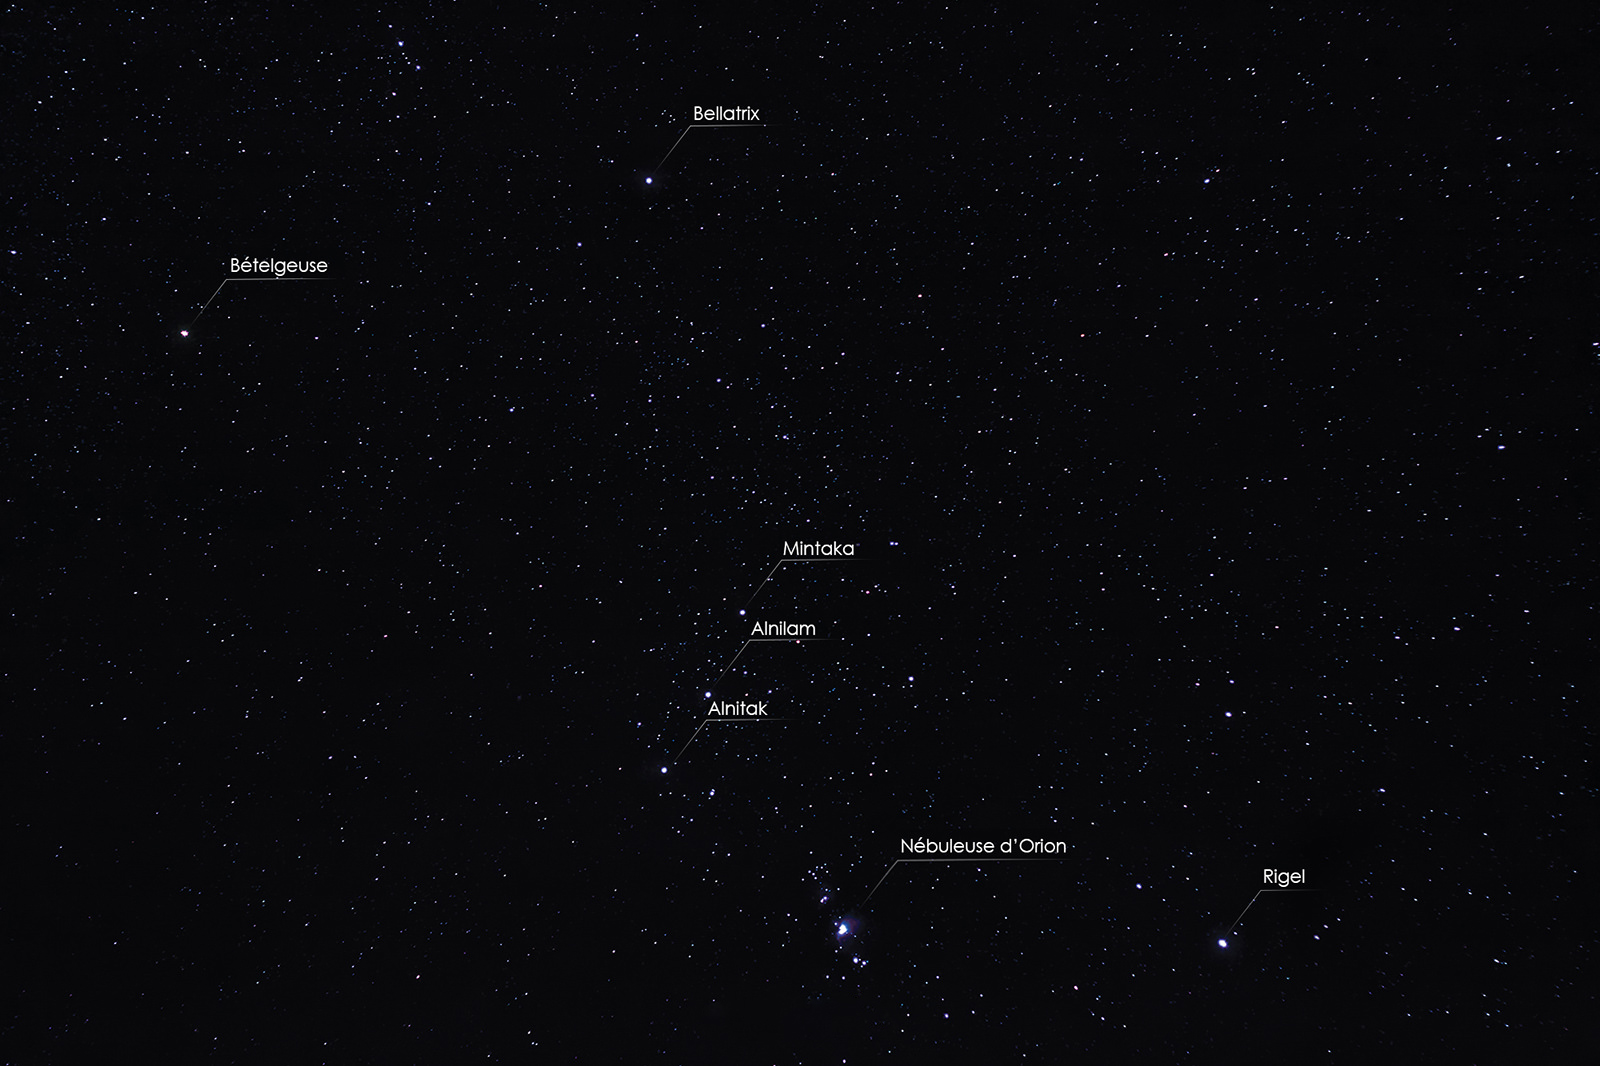 Bellatrix
Bételgeuse
Mintaka
Alnilam
Alnitak
Nébuleuse d'Orion
Rigel